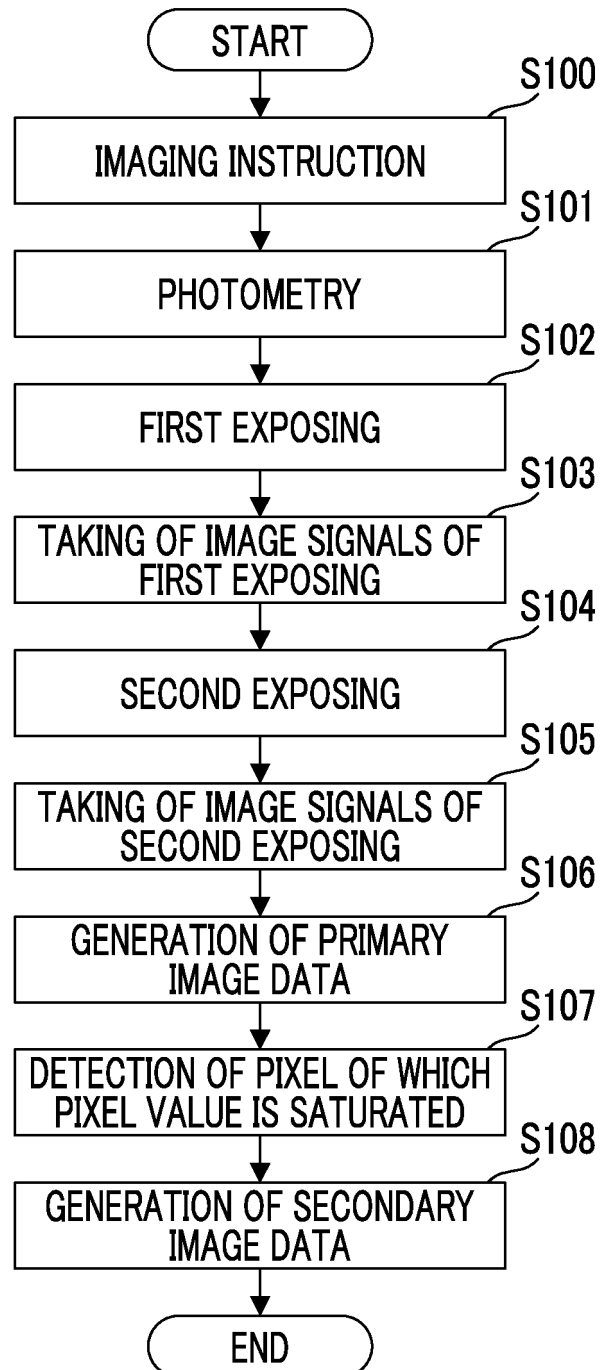 START
S100
IMAGING INSTRUCTION
S101
PHOTOMETRY
S102
FIRST EXPOSING
S103
TAKING OF IMAGE SIGNALS OF
FIRST EXPOSING
S104
SECOND EXPOSING
S105
TAKING OF IMAGE SIGNALS OF
SECOND EXPOSING
S106
GENERATION OF PRIMARY
IMAGE DATA
S107
DETECTION OF PIXEL OF WHICH
PIXEL VALUE IS SATURATED
S108
GENERATION OF SECONDARY
IMAGE DATA
END